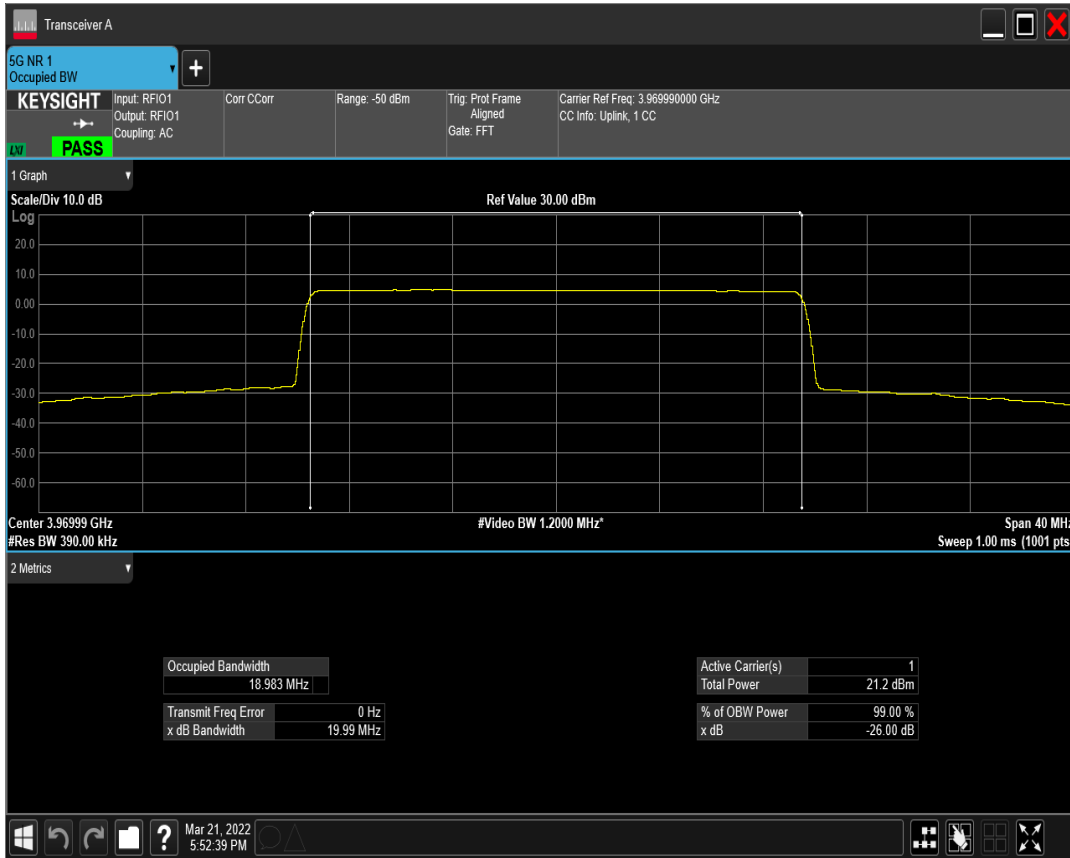 Transceiver A
5G NR 1
Occupied BW
+
KEYSIGHT
LXI
PASS
Input: RFIO1
Output: RFIO1
Coupling: AC
Corr CCorr
Range: -50 dBm
Trig: Prot Frame
Aligned
Gate: FFT
Carrier Ref Freq: 3.969990000 GHz
CC Info: Uplink, 1 CC
1 Graph
Scale/Div 10.0 dB
Ref Value 30.00 dBm
Log
20.0
10.0
0.00
-10.0
-20.0
-30.0
-40.0
-50.0
-60.0
Center 3.96999 GHz
#Video BW 1.2000 MHz*
Span 40 MHz
#Res BW 390.00 kHz
Sweep 1.00 ms (1001 pts
2 Metrics
Occupied Bandwidth
18.983 MHz
Transmit Freq Error 0 Hz
x dB Bandwidth 19.99 MHz
Active Carrier(s) 1
Total Power 21.2 dBm
% of OBW Power 99.00 %
x dB -26.00 dB
?
Mar 21, 2022
5:52:39 PM